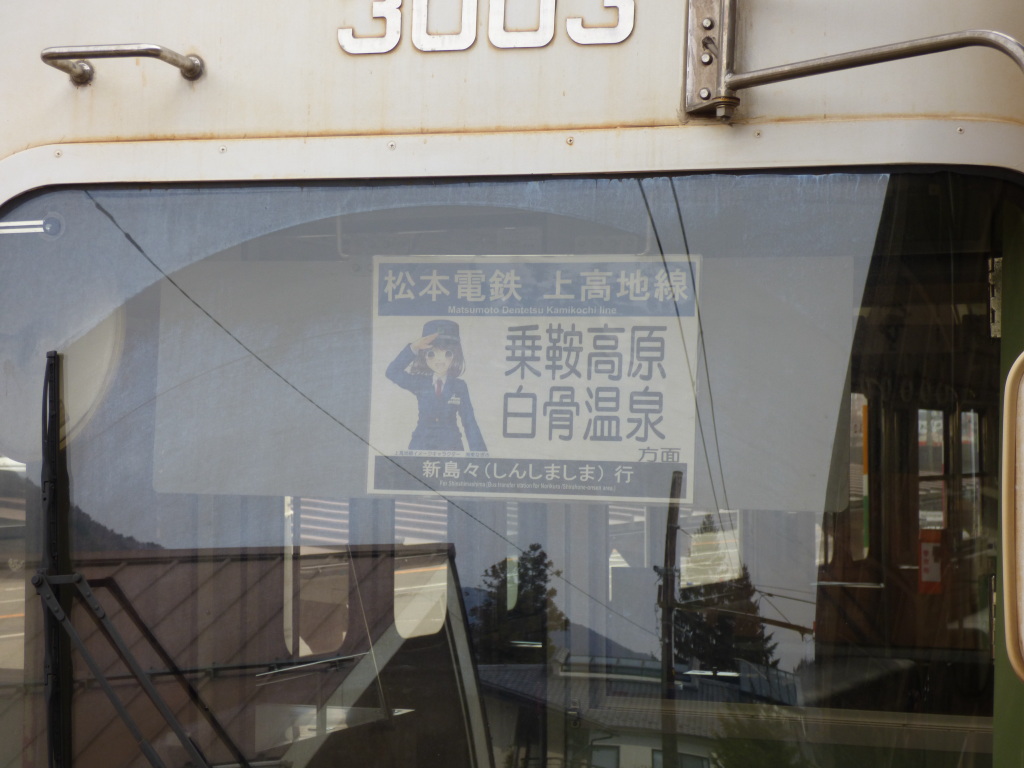 3003
松本電鉄 上高地線
Matsumoto Dentetsu Kamikochi line
乗鞍高原
白骨温泉
方面
新島々(しんしましま)行